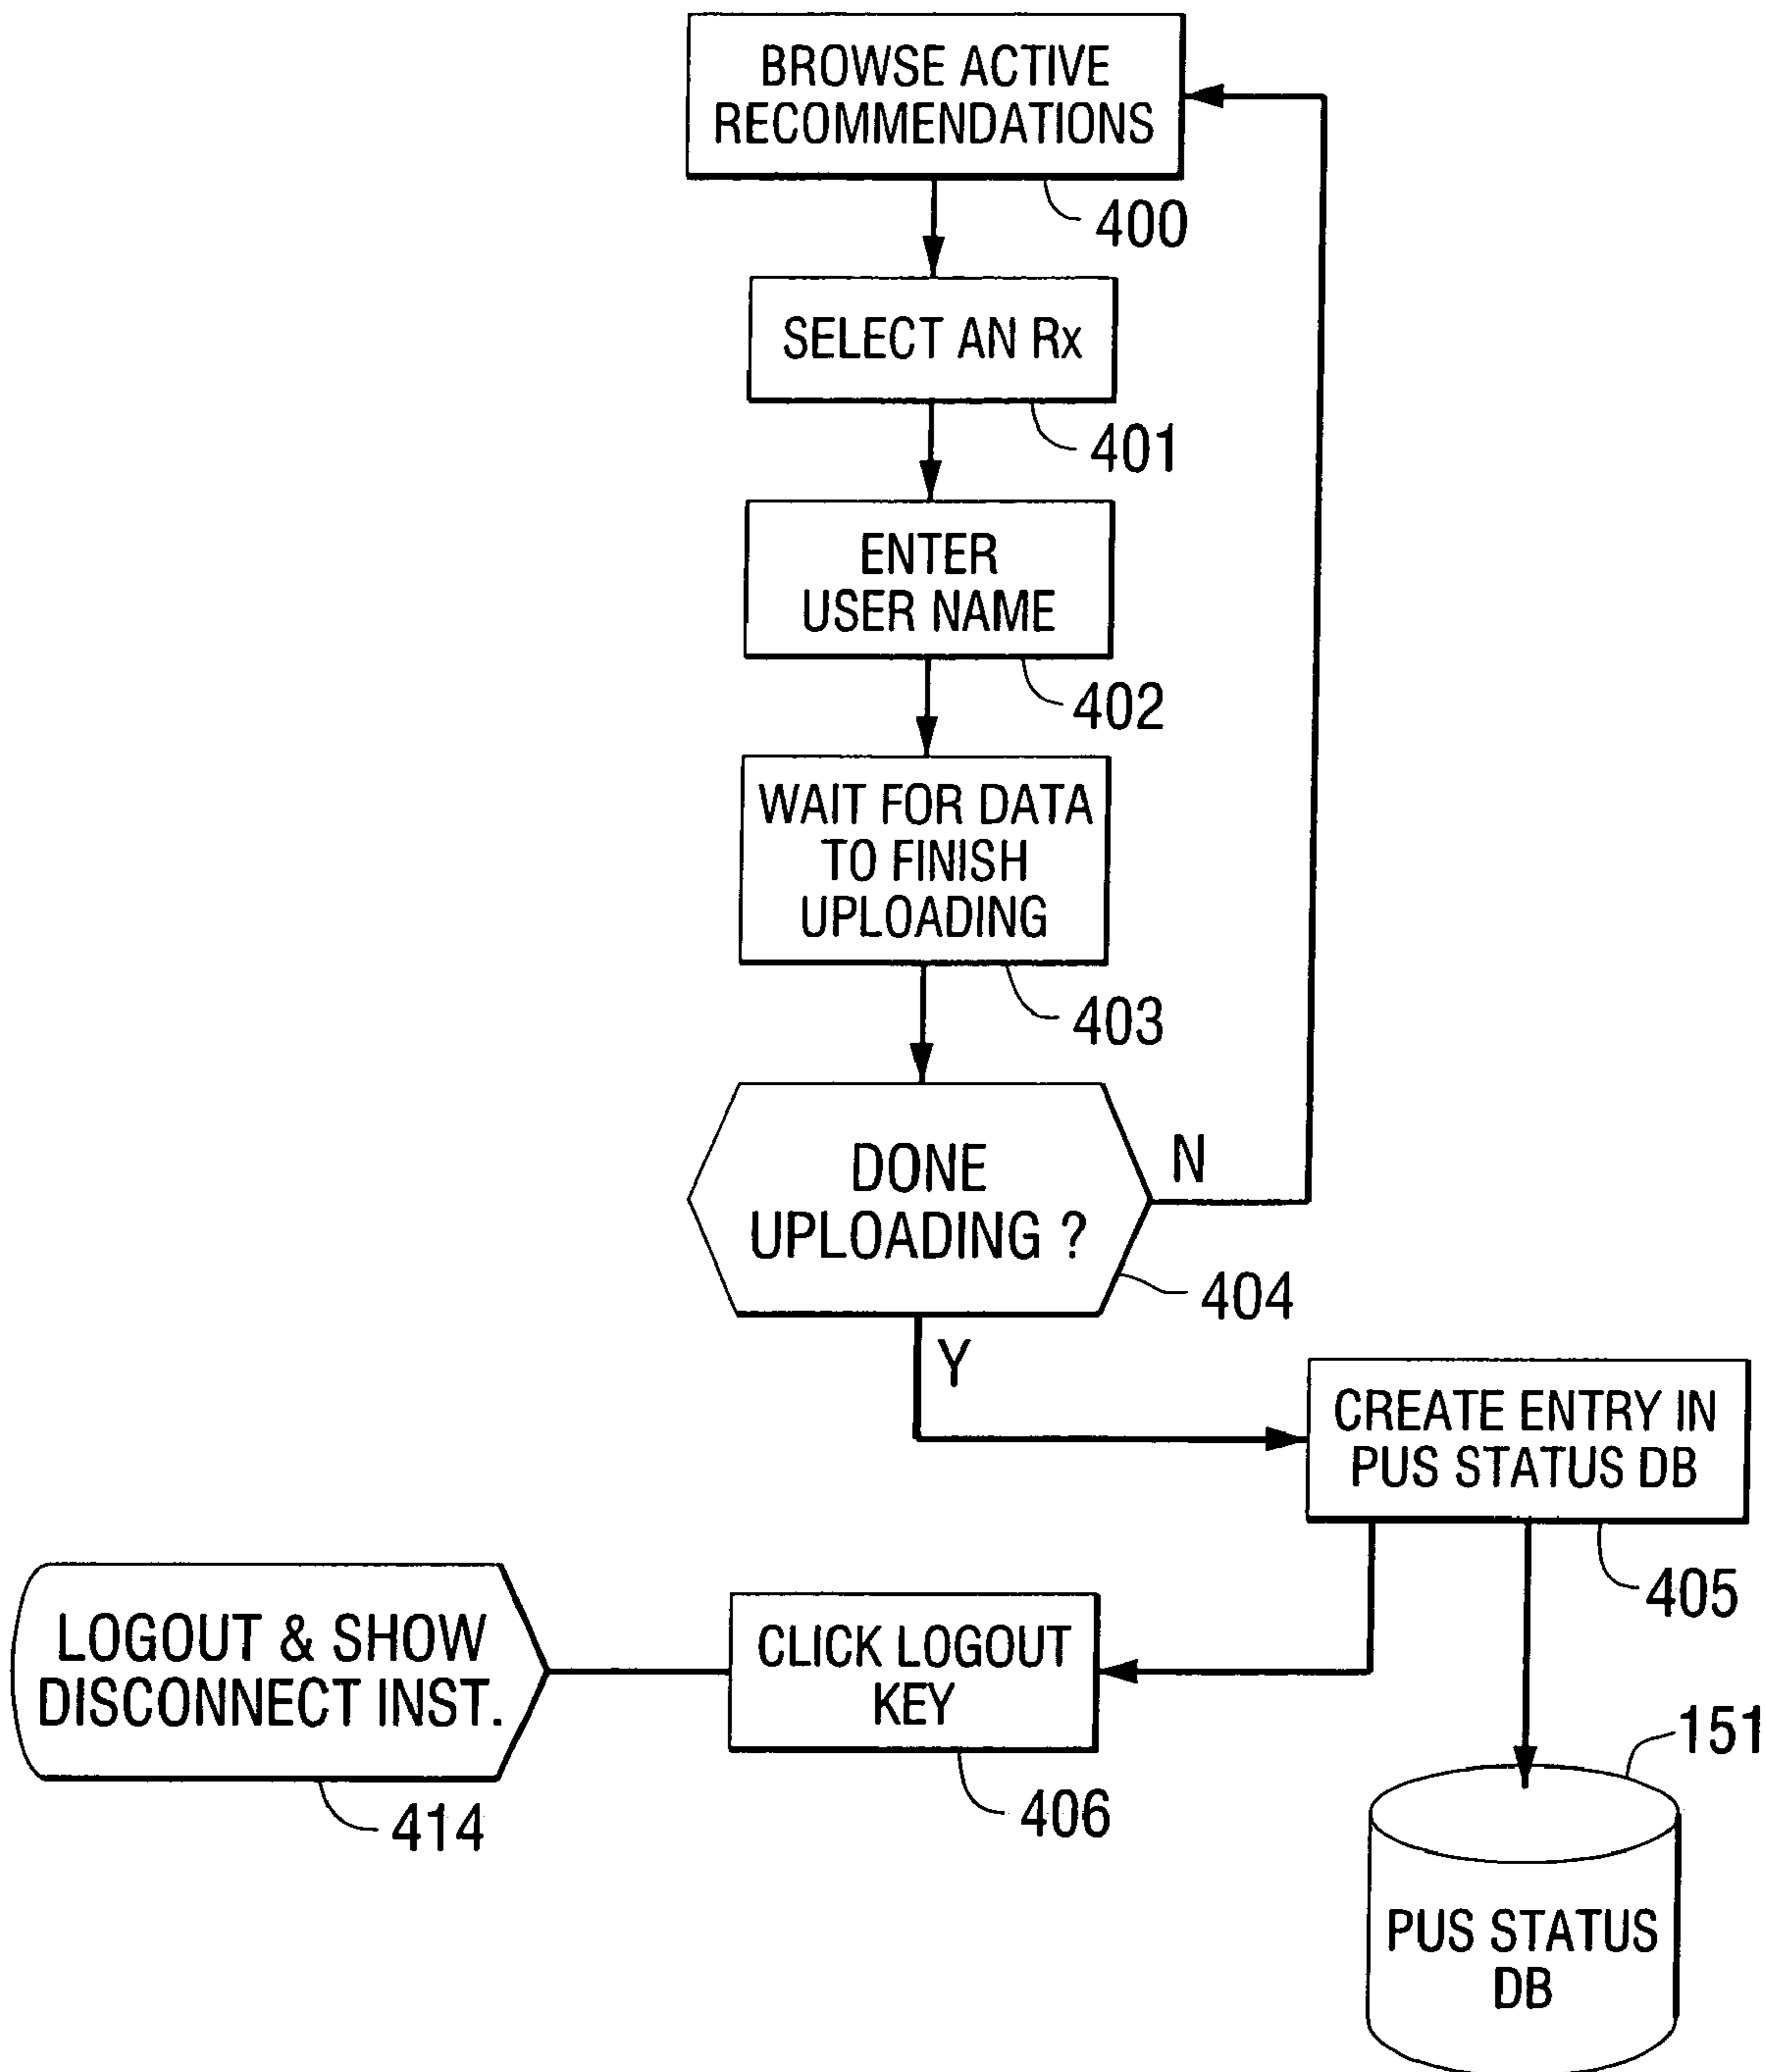 BROWSE ACTIVE
RECOMMENDATIONS
400
SELECT AN Rx
401
ENTER
USER NAME
402
WAIT FOR DATA
TO FINISH
UPLOADING
403
DONE
UPLOADING ?
N
404
Y
CREATE ENTRY IN
PUS STATUS DB
405
LOGOUT & SHOW
DISCONNECT INST.
414
CLICK LOGOUT
KEY
406
151
PUS STATUS
DB